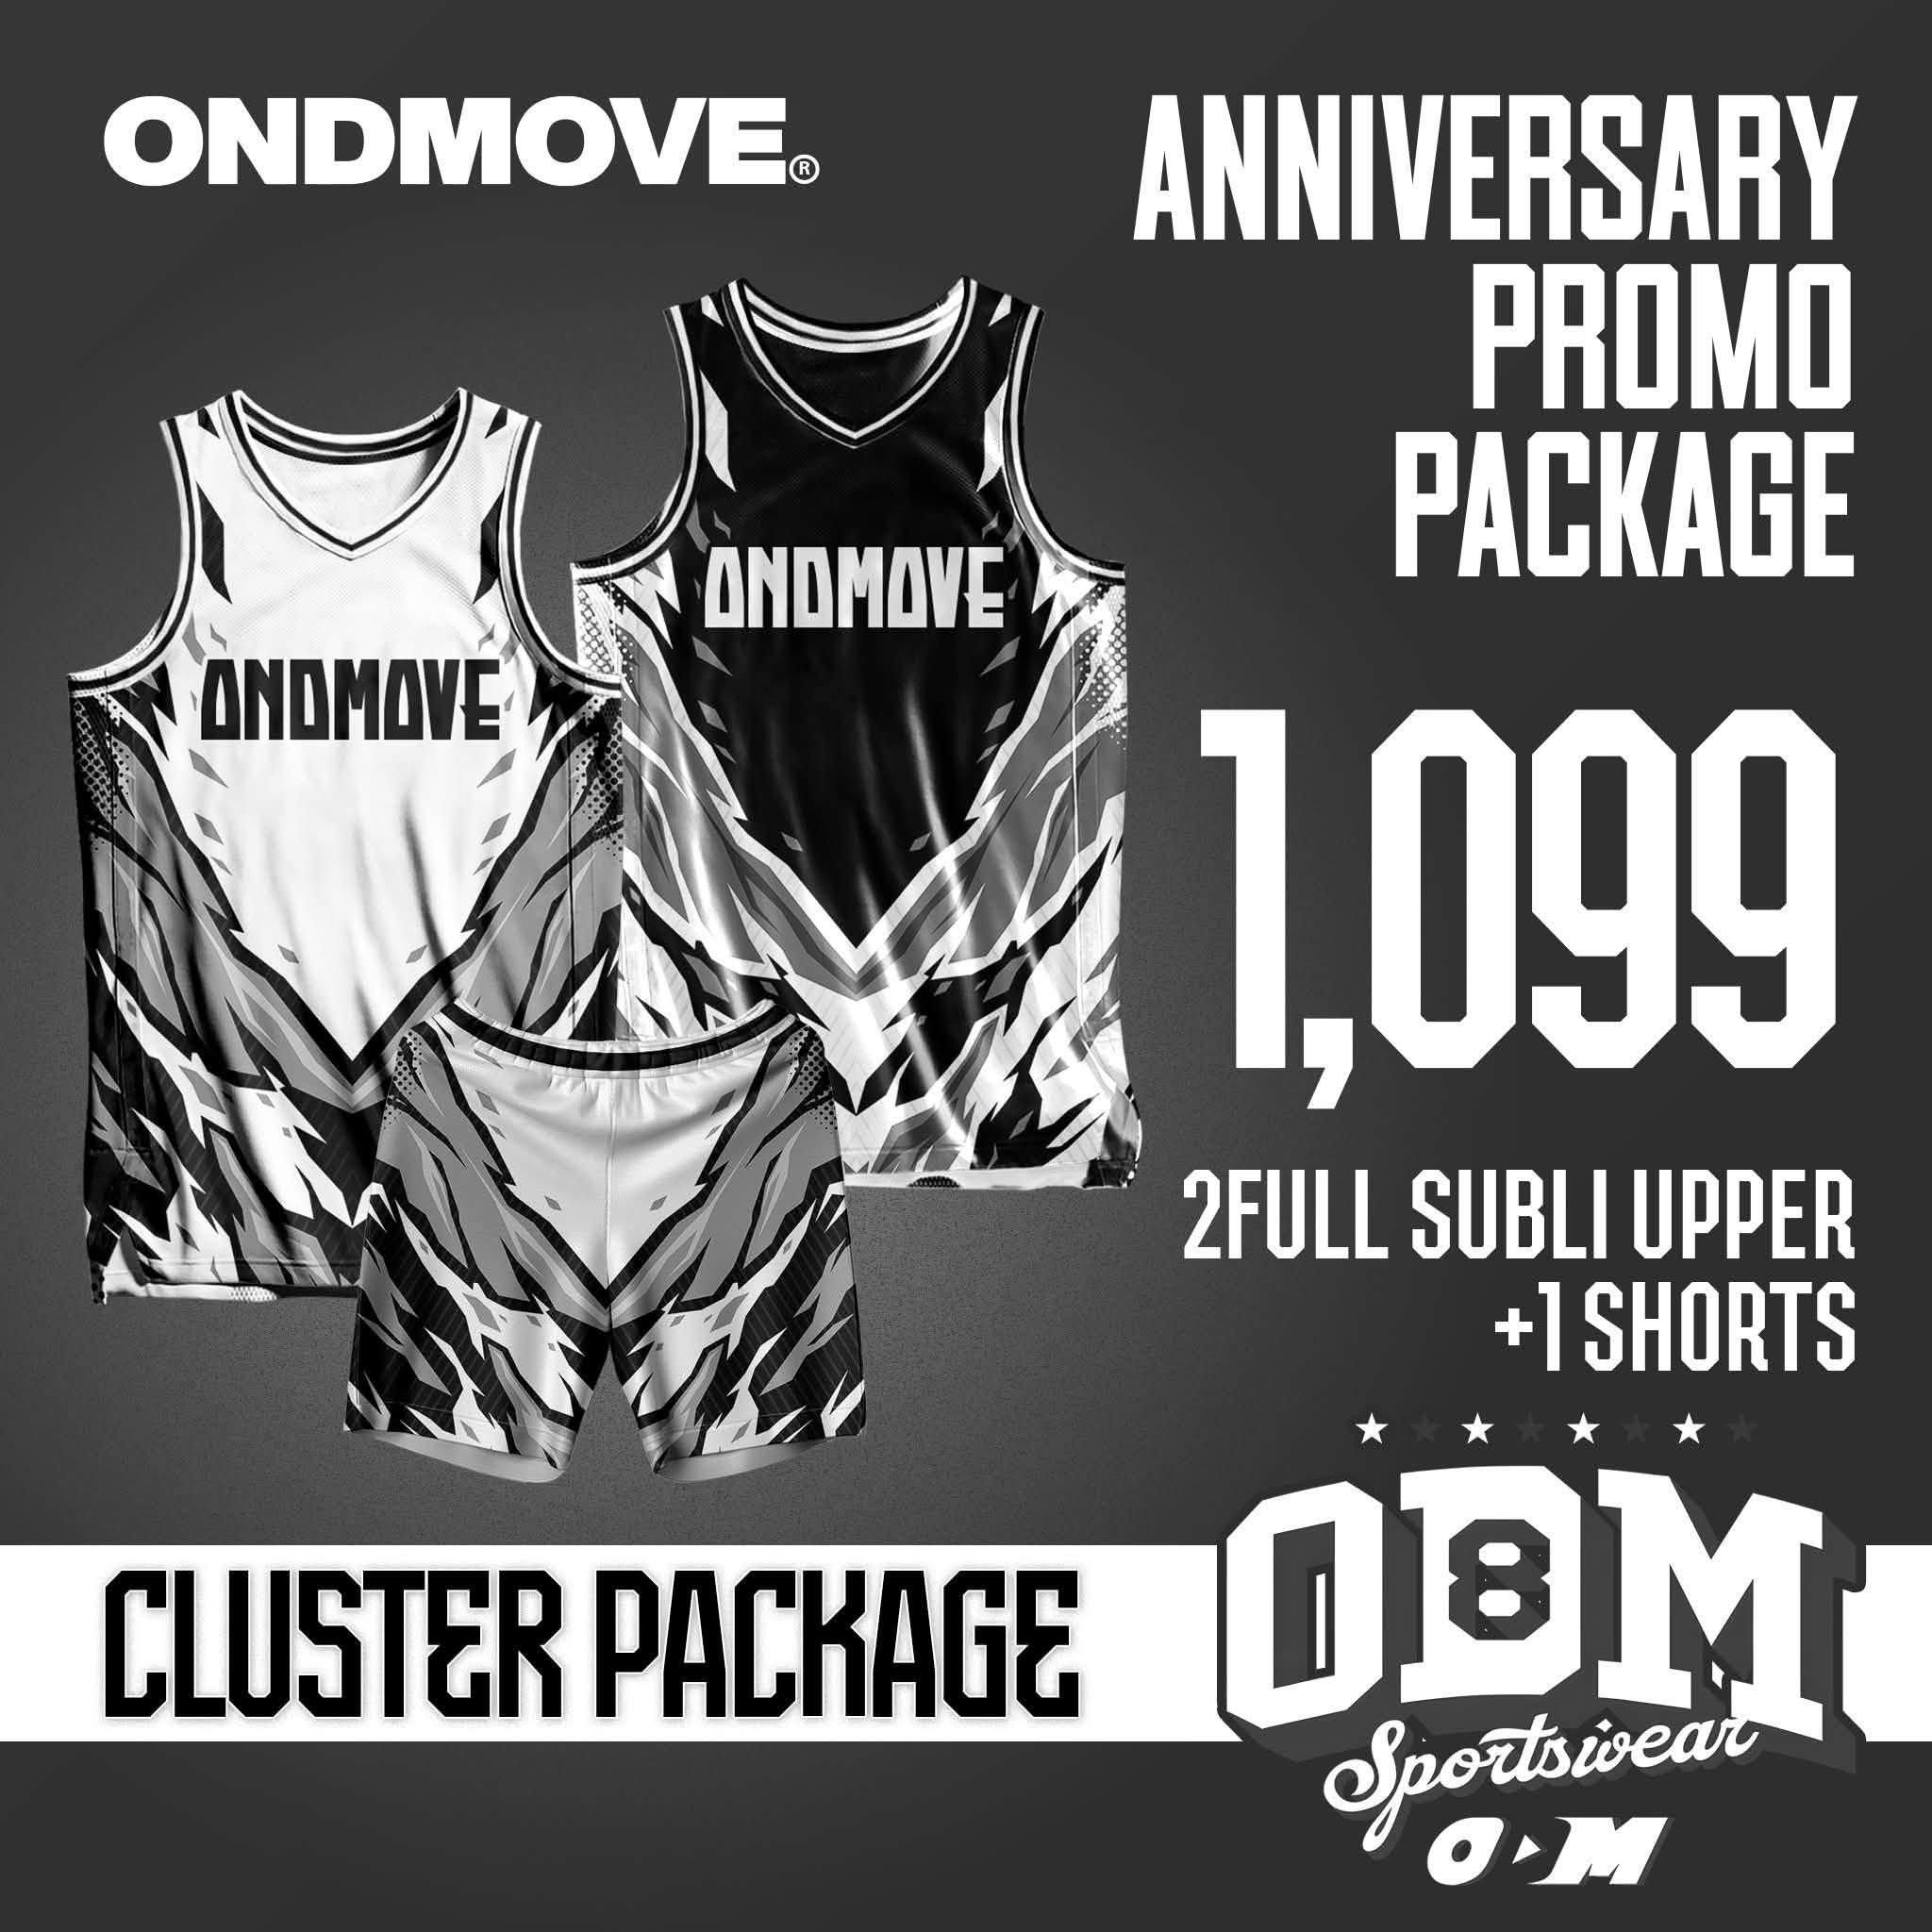 ONDMOVE®
ANNIVERSARY
PROMO
PACKAGE
ONDMOVE
ONDMOVE
1,099
2FULL SUBLI UPPER
+1 SHORTS
CLUSTER PACKAGE
ODM
8
Sportswear
O M